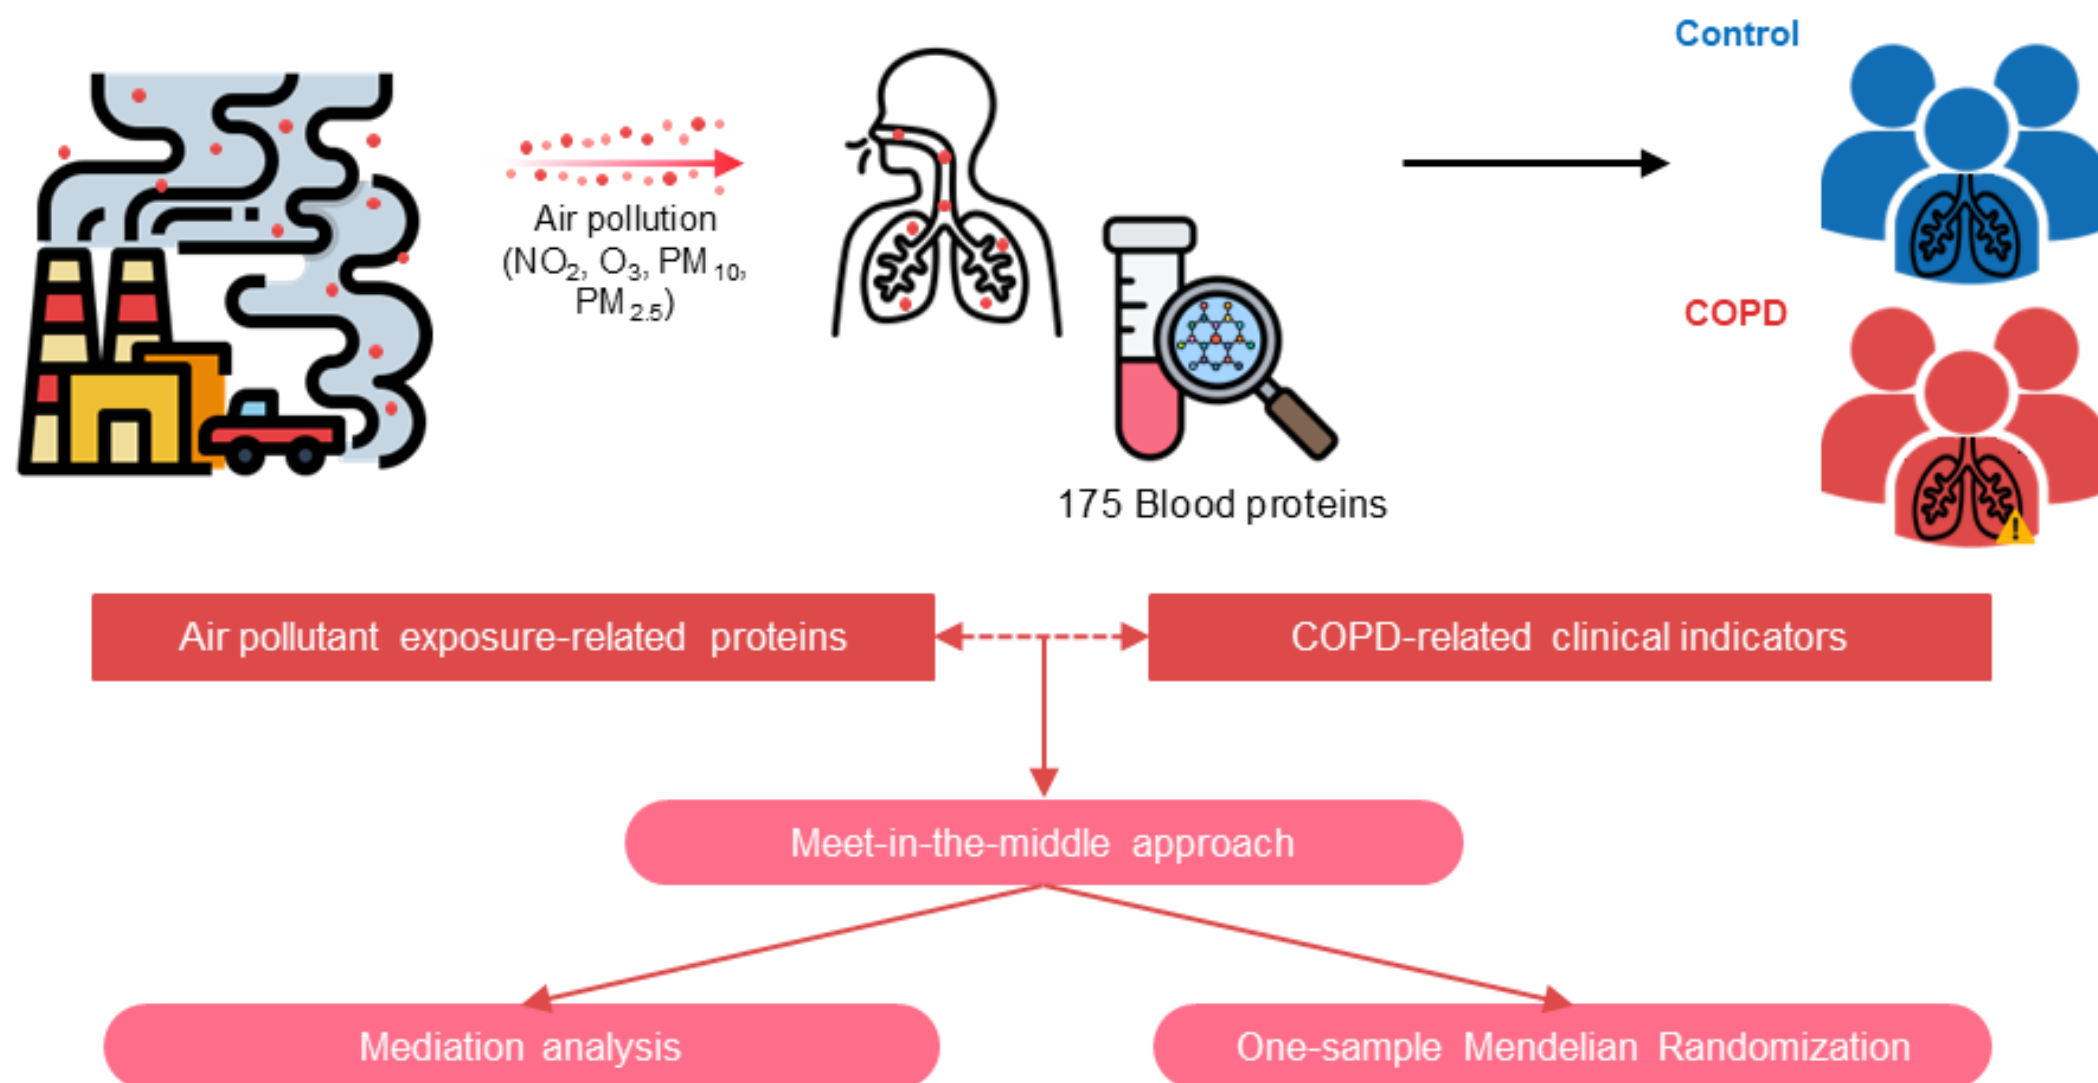 Control
Air pollution
(NO₂, O₃, PM₁₀,
PM₂.₅)
COPD
175 Blood proteins
Air pollutant exposure-related proteins
COPD-related clinical indicators
Meet-in-the-middle approach
Mediation analysis
One-sample Mendelian Randomization